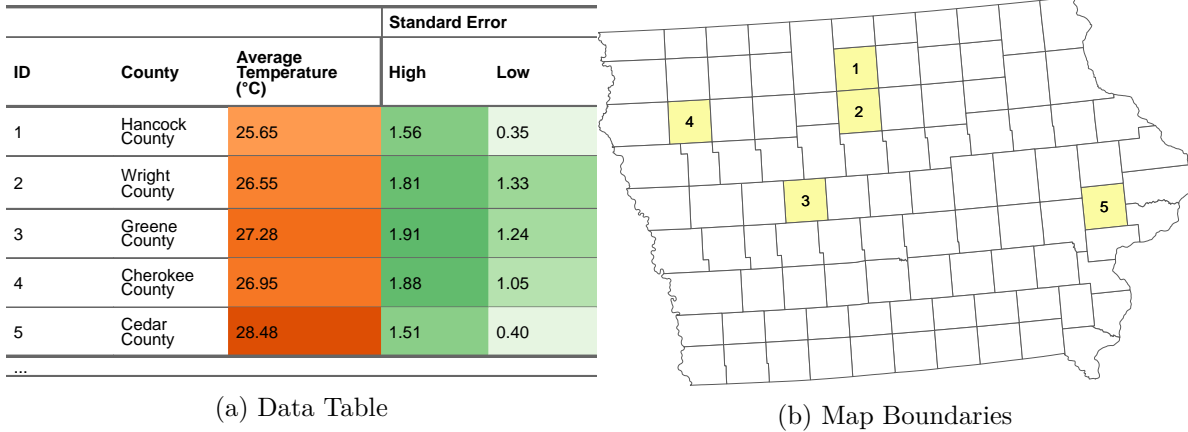 Standard Error
ID County Average Temperature (°C) High Low
1 Hancock County 25.65 1.56 0.35
2 Wright County 26.55 1.81 1.33
3 Greene County 27.28 1.91 1.24
4 Cherokee County 26.95 1.88 1.05
5 Cedar County 28.48 1.51 0.40
...
(a) Data Table
1
2
4
3
5
(b) Map Boundaries